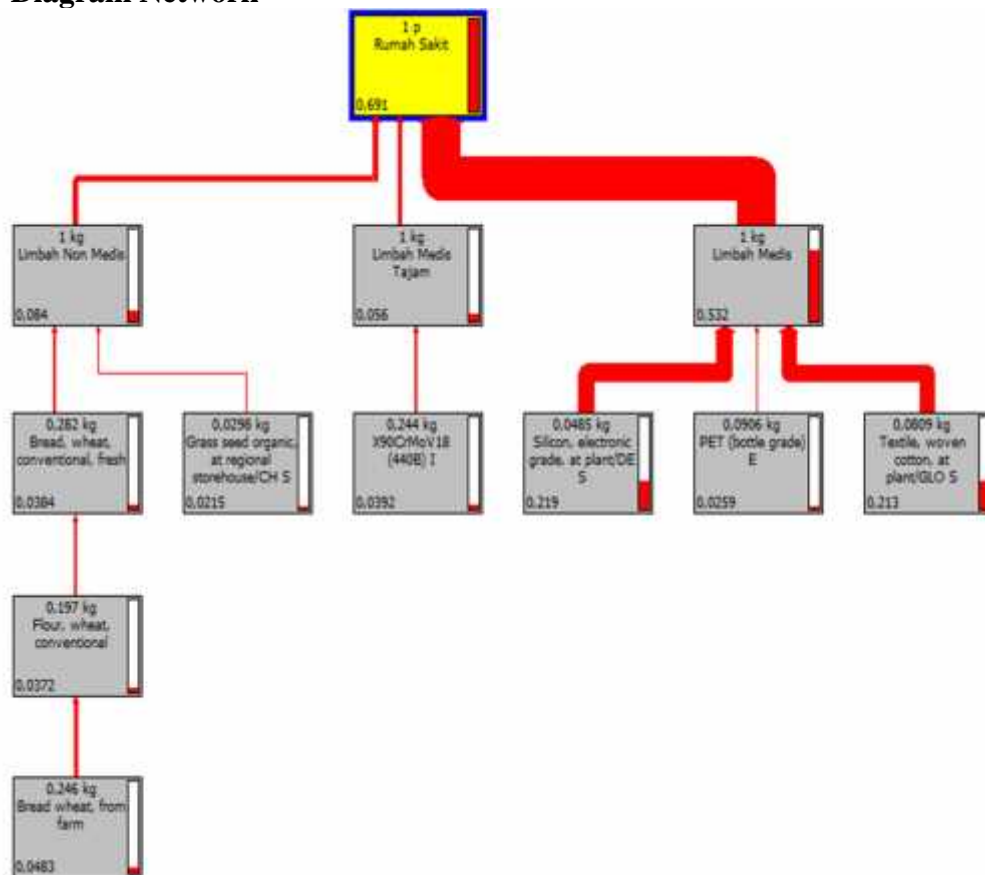 Diagram Network
1 p
Rumah Sakit
0,691
1 kg
Limbah Non Medis
0,084
1 kg
Limbah Medis
Tajam
0,056
1 kg
Limbah Medis
0,532
0,282 kg
Bread, wheat,
conventional, fresh
0,0384
0,0298 kg
Grass seed organic,
at regional
storehouse/CH S
0,0215
0,244 kg
X90CrMoV18
(440B) I
0,0392
0,0485 kg
Silicon, electronic
grade, at plant/DE
S
0,219
0,0906 kg
PET (bottle grade)
E
0,0259
0,0809 kg
Textile, woven
cotton, at
plant/GLO S
0,213
0,197 kg
Flour, wheat,
conventional
0,0372
0,246 kg
Bread wheat, from
farm
0,0483